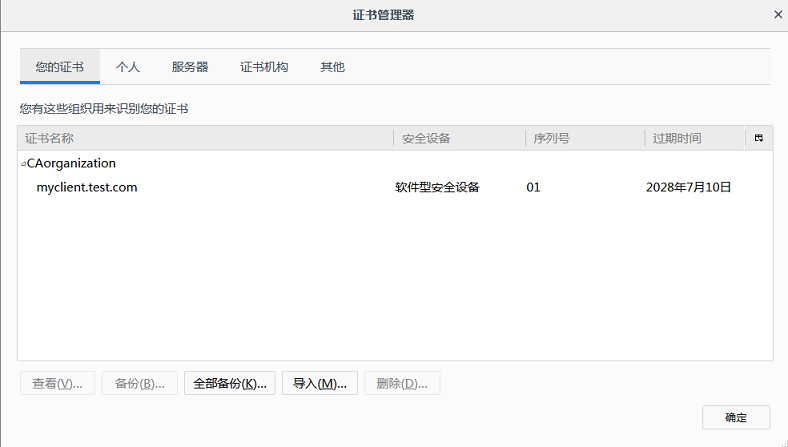 证书管理器
您的证书 个人 服务器 证书机构 其他
您有这些组织用来识别您的证书
证书名称 安全设备 序列号 过期时间
CAorganization
myclient.test.com 软件型安全设备 01 2028年7月10日
查看(V)... 备份(B)... 全部备份(K)... 导入(M)... 删除(D)...
确定